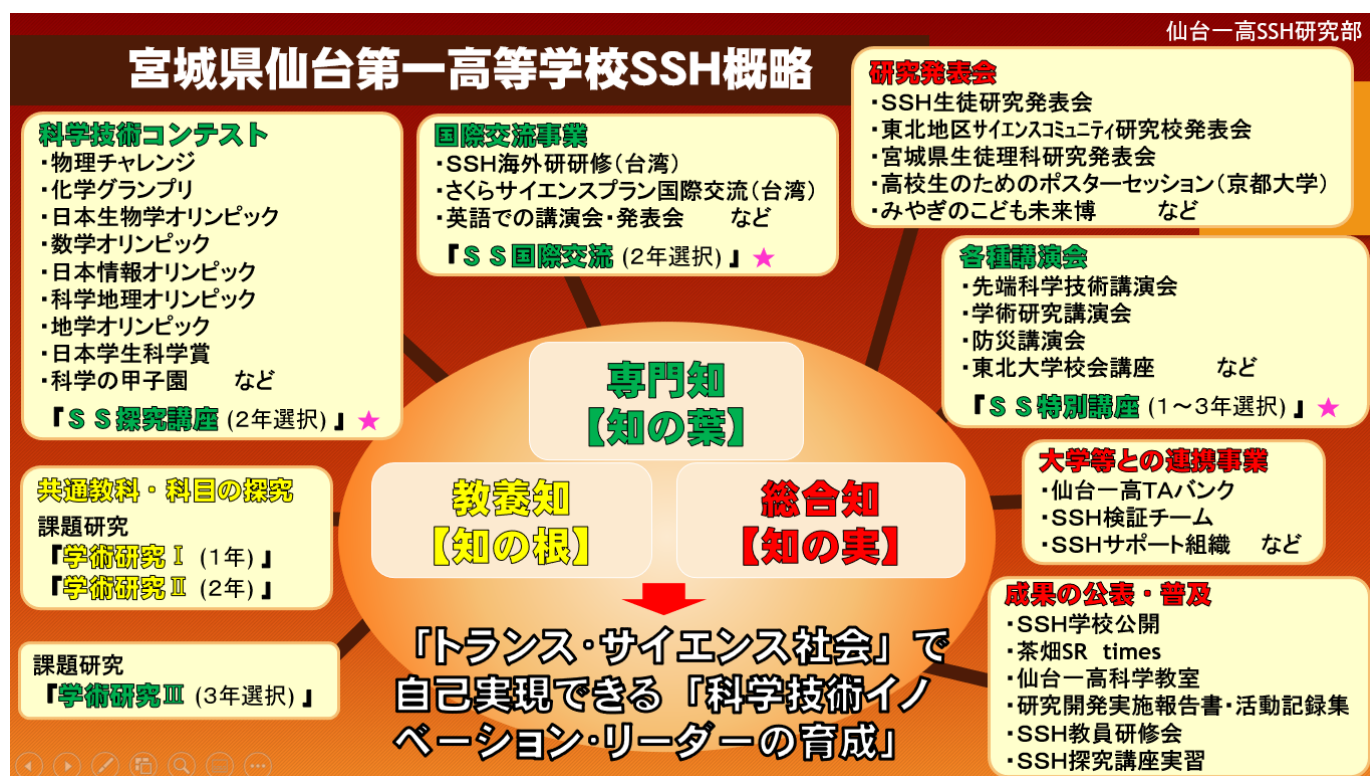 仙台一高SSH研究部
宮城県仙台第一高等学校SSH概略
科学技術コンテスト
・物理チャレンジ
・化学グランプリ
・日本生物学オリンピック
・数学オリンピック
・日本情報オリンピック
・科学地理オリンピック
・地学オリンピック
・日本学生科学賞
・科学の甲子園　など
『ＳＳ探究講座 (2年選択) 』★
国際交流事業
・SSH海外研研修(台湾)
・さくらサイエンスプラン国際交流(台湾)
・英語での講演会・発表会　など
『ＳＳ国際交流 (2年選択) 』★
研究発表会
・SSH生徒研究発表会
・東北地区サイエンスコミュニティ研究校発表会
・宮城県生徒理科研究発表会
・高校生のためのポスターセッション(京都大学)
・みやぎのこども未来博　など
各種講演会
・先端科学技術講演会
・学術研究講演会
・防災講演会
・東北大学校会講座　など
『ＳＳ特別講座 (1～3年選択) 』★
専門知
【知の葉】
教養知
【知の根】
総合知
【知の実】
共通教科・科目の探究
課題研究
『学術研究Ⅰ (1年) 』
『学術研究Ⅱ (2年) 』
課題研究
『学術研究Ⅲ (3年選択) 』
「トランス・サイエンス社会」で
自己実現できる「科学技術イノ
ベーション・リーダーの育成」
大学等との連携事業
・仙台一高TAバンク
・SSH検証チーム
・SSHサポート組織　など
成果の公表・普及
・SSH学校公開
・茶畑SR times
・仙台一高科学教室
・研究開発実施報告書・活動記録集
・SSH教員研修会
・SSH探究講座実習